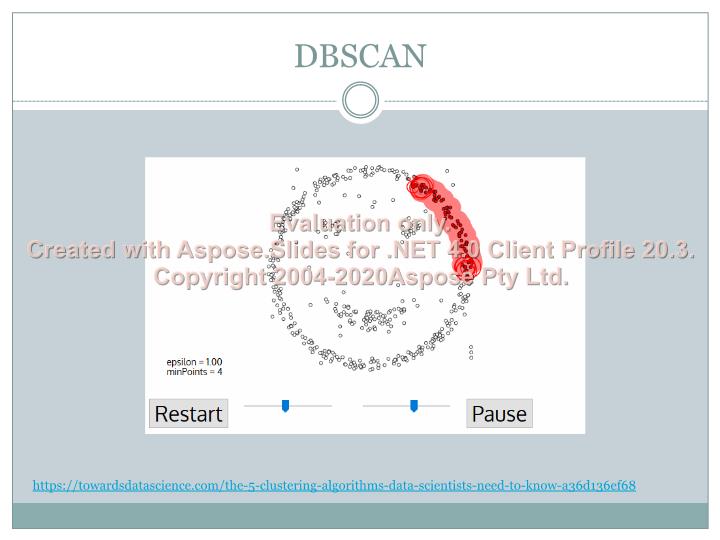 DBSCAN
Evaluation only.
Created with Aspose.Slides for .NET 4.0 Client Profile 20.3.
Copyright 2004-2020Aspose Pty Ltd.
epsilon = 1.00
minPoints = 4
Restart
Pause
https://towardsdatascience.com/the-5-clustering-algorithms-data-scientists-need-to-know-a36d136ef68